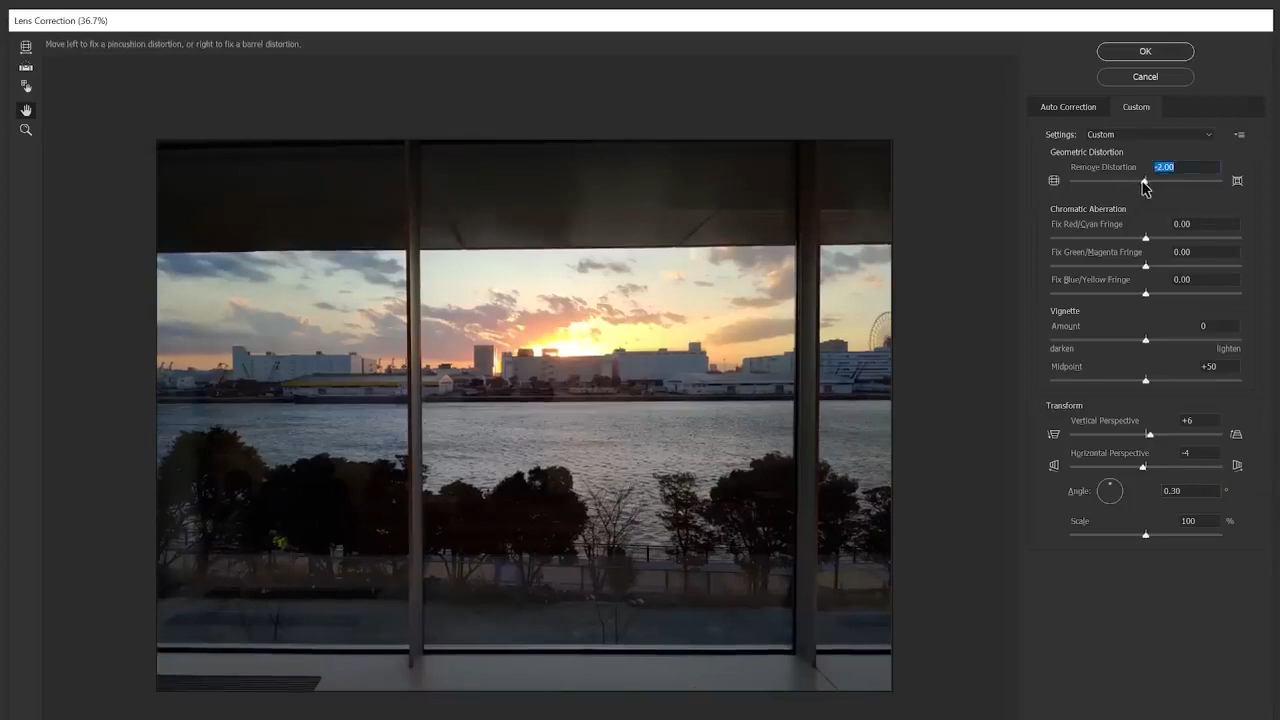 Lens Correction (36.7%)
Move left to fix a pincushion distortion, or right to fix a barrel distortion.
OK
Cancel
Auto Correction
Custom
Settings: Custom
Geometric Distortion
Remove Distortion -2.00
Chromatic Aberration
Fix Red/Cyan Fringe 0.00
Fix Green/Magenta Fringe 0.00
Fix Blue/Yellow Fringe 0.00
Vignette
Amount 0
darken lighten
Midpoint +50
Transform
Vertical Perspective +6
Horizontal Perspective -4
Angle: 0.30 °
Scale 100 %